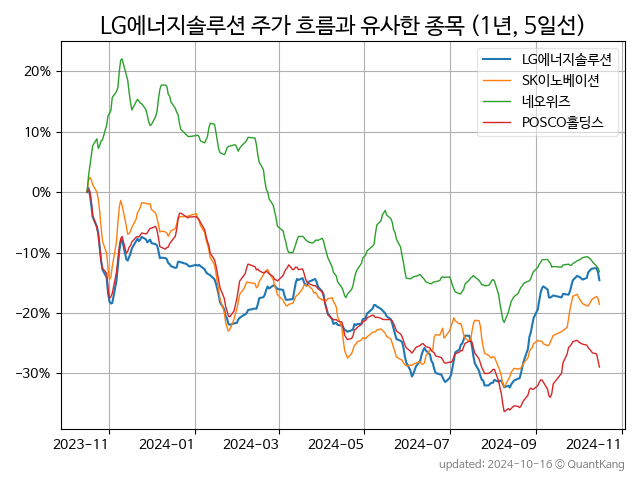 LG에너지솔루션 주가 흐름과 유사한 종목 (1년, 5일선)
LG에너지솔루션
SK이노베이션
네오위즈
POSCO홀딩스
20%
10%
0%
−10%
−20%
−30%
2023−11
2024−01
2024−03
2024−05
2024−07
2024−09
2024−11
updated: 2024-10-16 © QuantKang